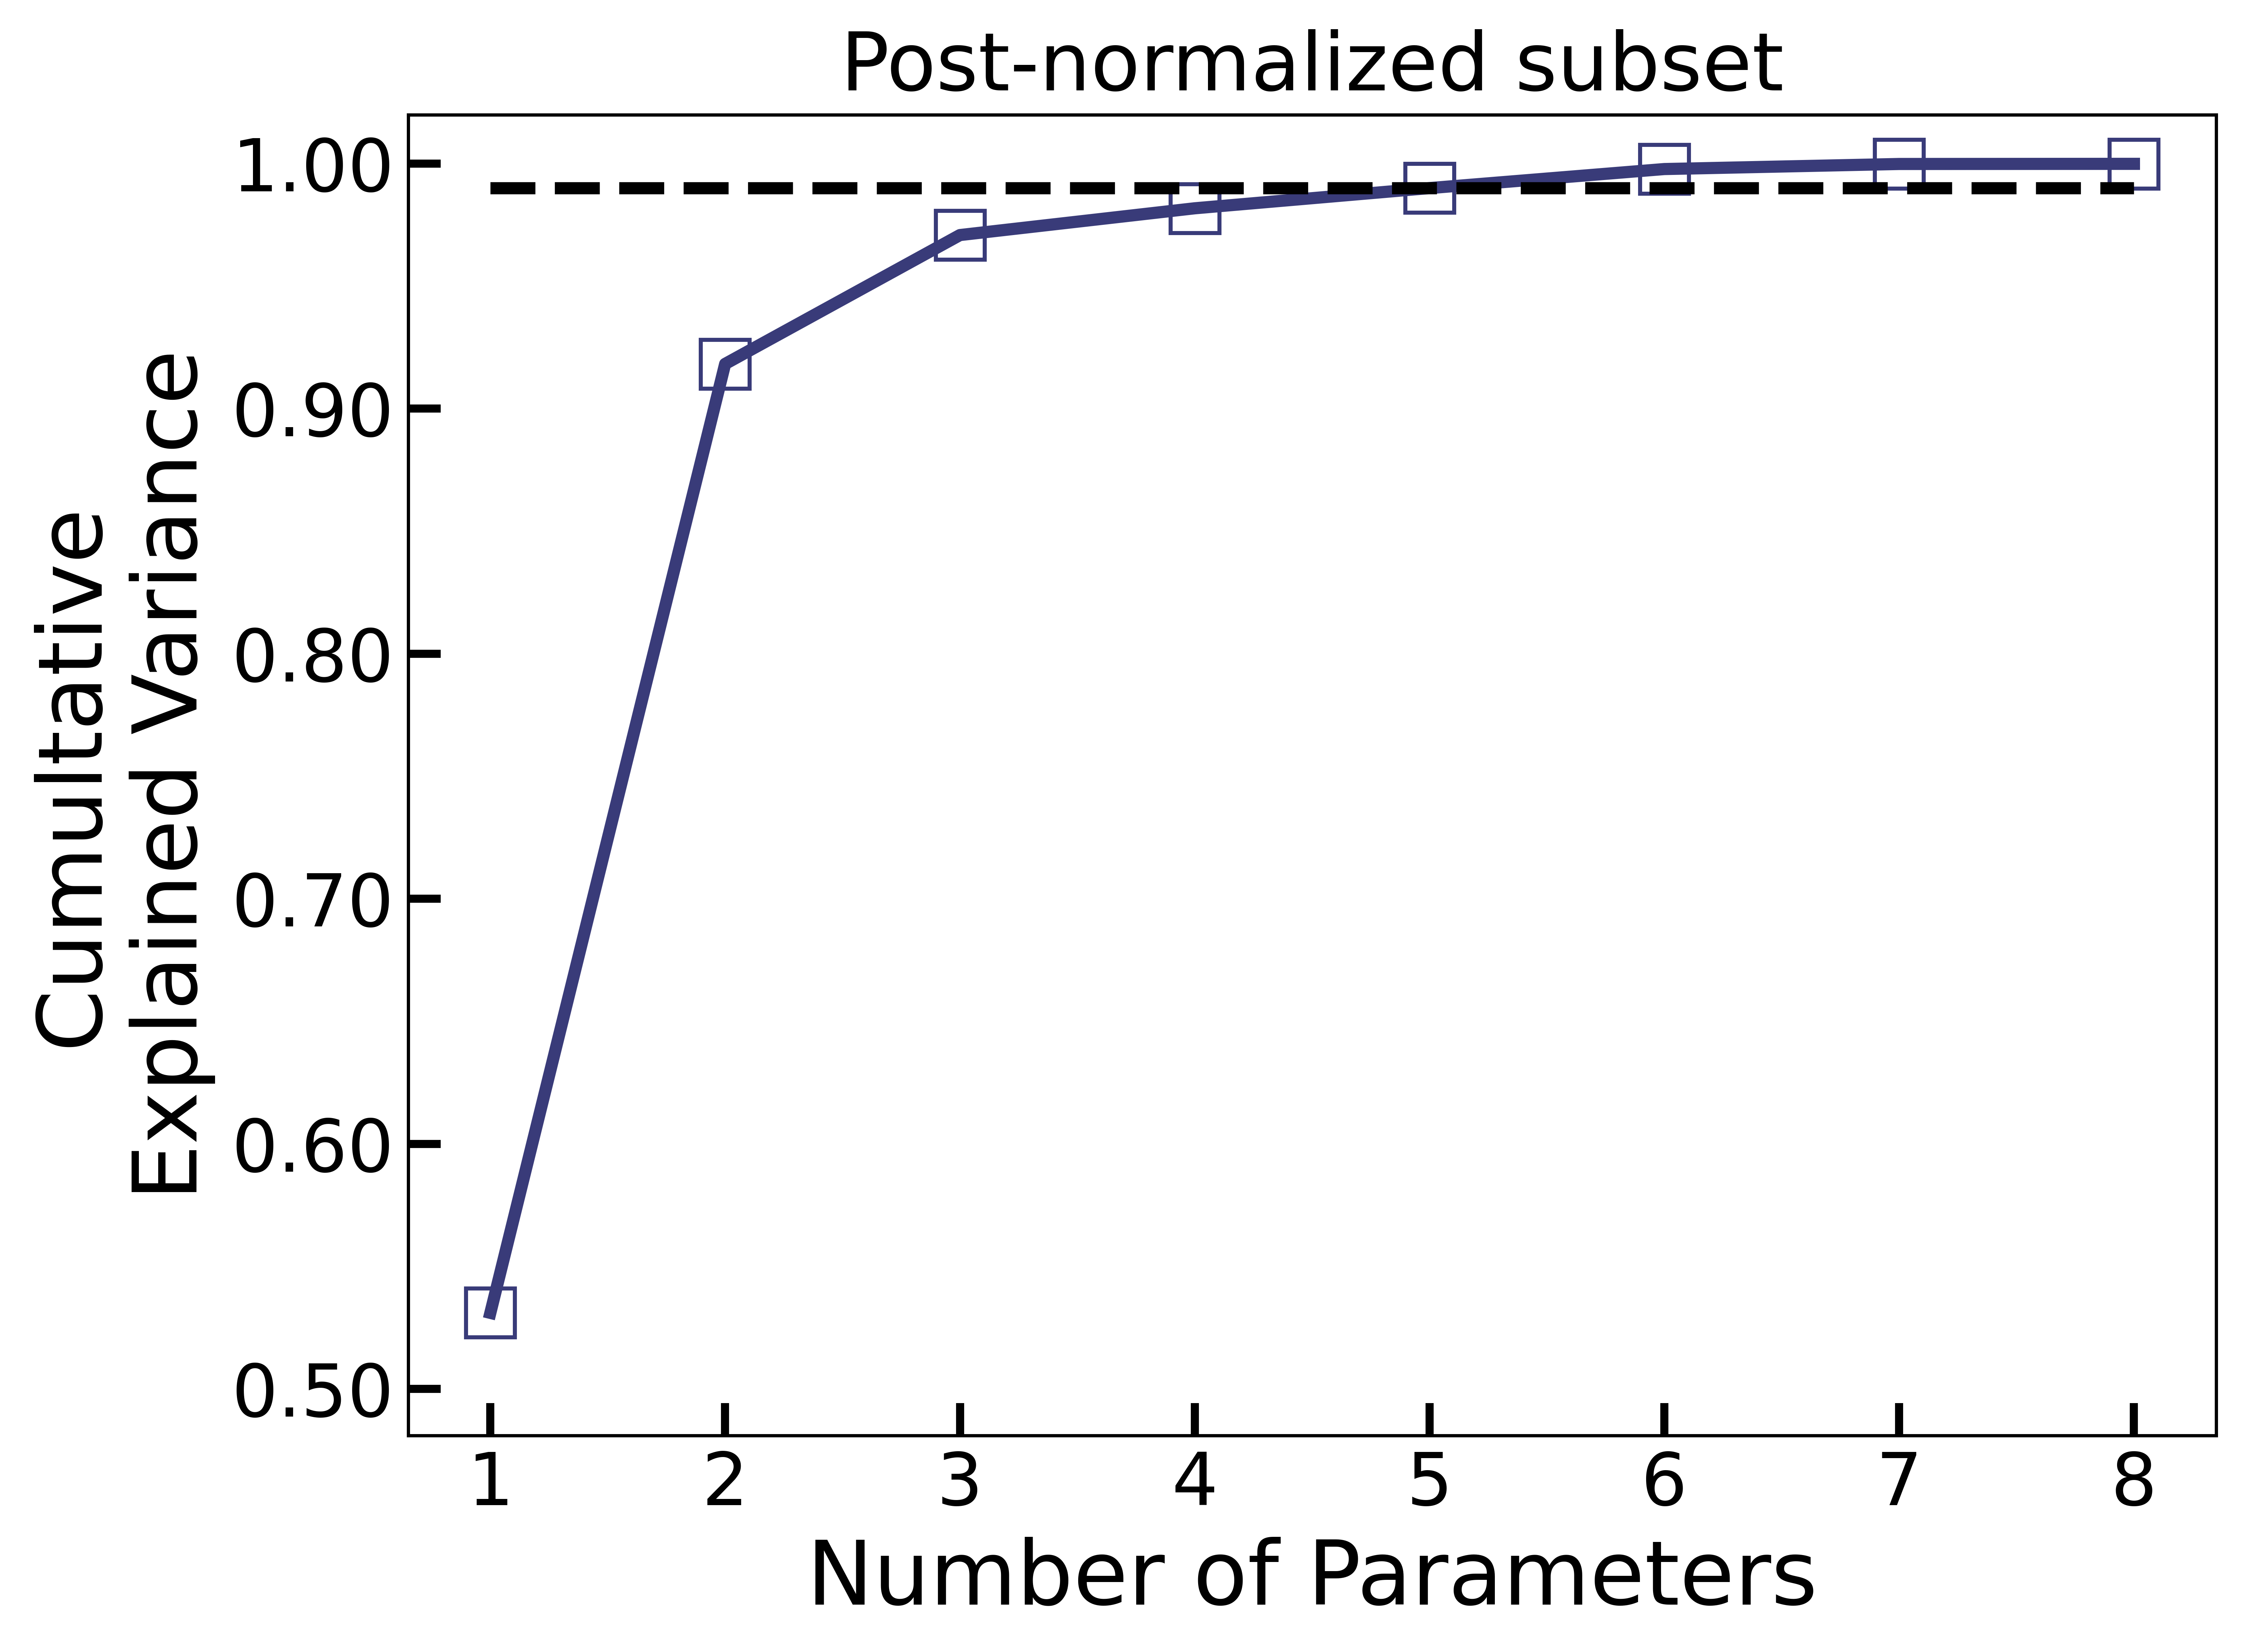 Post-normalized subset
Cumultative
Explained Variance
1.00
0.90
0.80
0.70
0.60
0.50
1 2 3 4 5 6 7 8
Number of Parameters